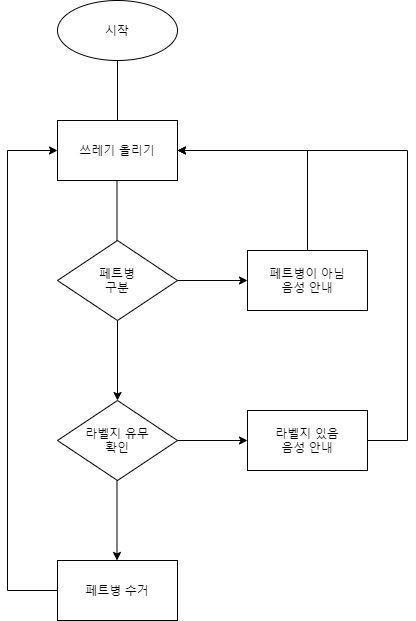 시작
쓰레기 올리기
페트병
구분
페트병이 아님
음성 안내
라벨지 유무
확인
라벨지 있음
음성 안내
페트병 수거